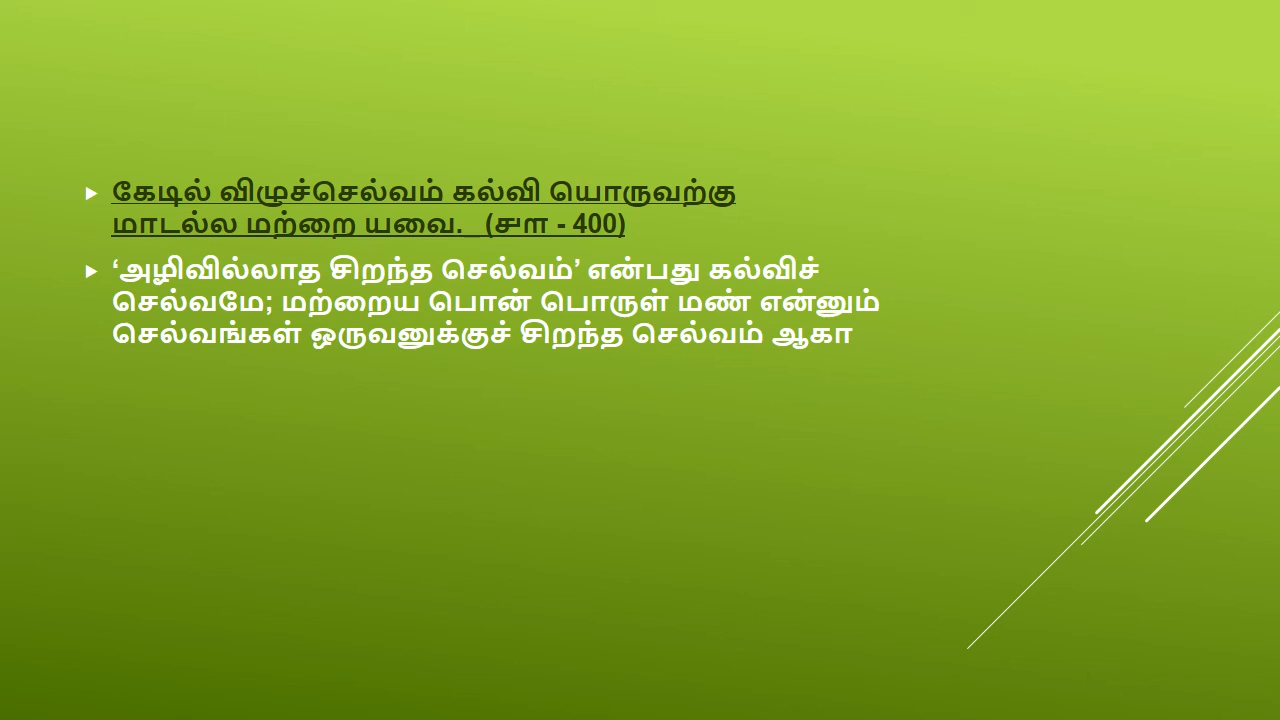 கேடில் விழுச்செல்வம் கல்வி யொருவற்கு
மாடல்ல மற்றை யவை._ (சா - 400)
‘அழிவில்லாத சிறந்த செல்வம்’ என்பது கல்விச்
செல்வமே; மற்றைய பொன் பொருள் மண் என்னும்
செல்வங்கள் ஒருவனுக்குச் சிறந்த செல்வம் ஆகா